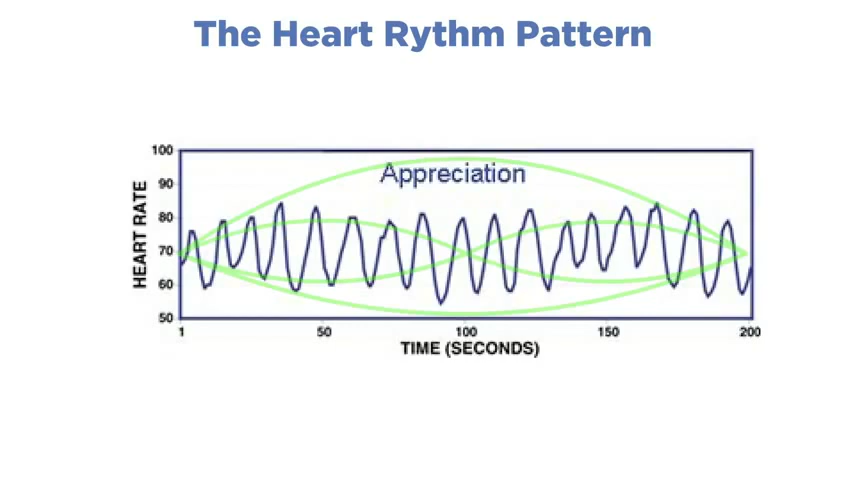 The Heart Rythm Pattern
Appreciation
HEART RATE
100
90
80
70
60
50
1 50 100 150 200
TIME (SECONDS)